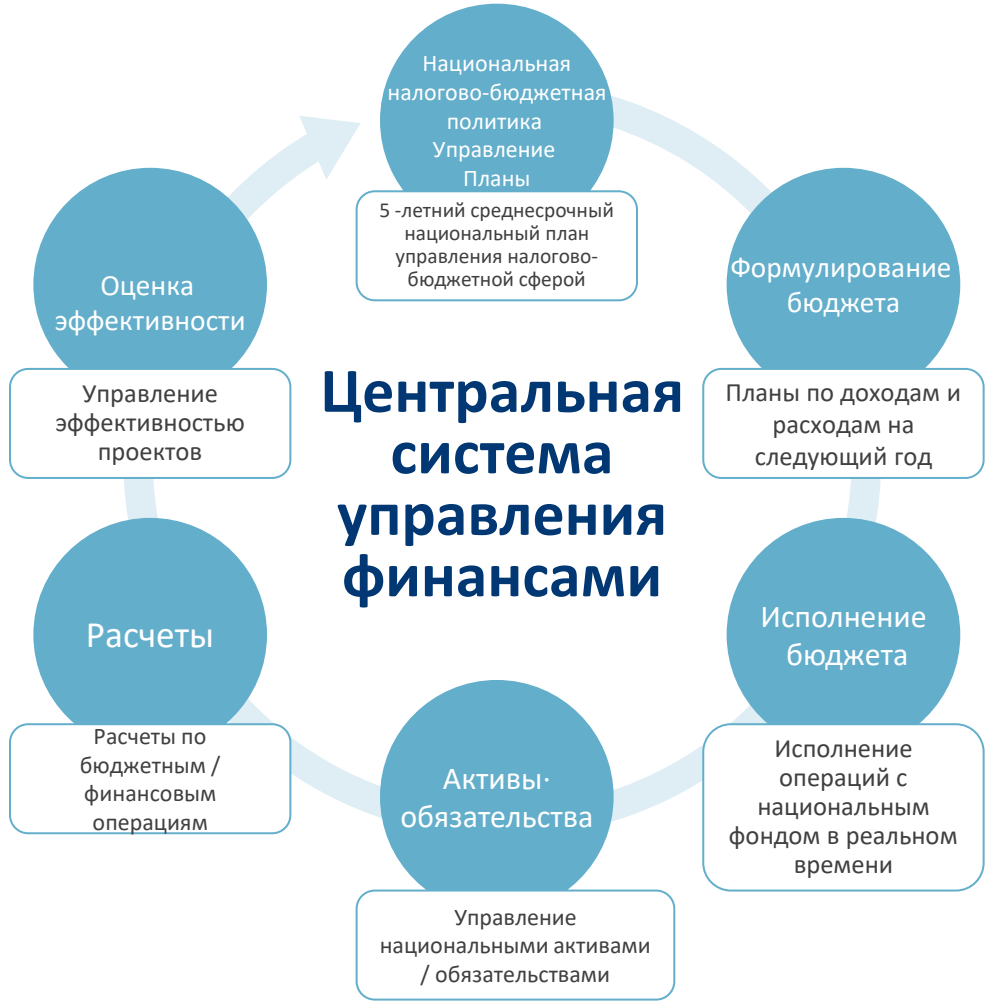 Национальная
налогово-бюджетная
политика
Управление
Планы
5 -летний среднесрочный
национальный план
управления налогово-
бюджетной сферой
Формулирование
бюджета
Планы по доходам и
расходам на
следующий год
Исполнение
бюджета
Исполнение
операций с
национальным
фондом в реальном
времени
Активы·
обязательства
Управление
национальными активами
/ обязательствами
Расчеты
Расчеты по
бюджетным /
финансовым
операциям
Оценка
эффективности
Управление
эффективностью
проектов
Центральная
система
управления
финансами